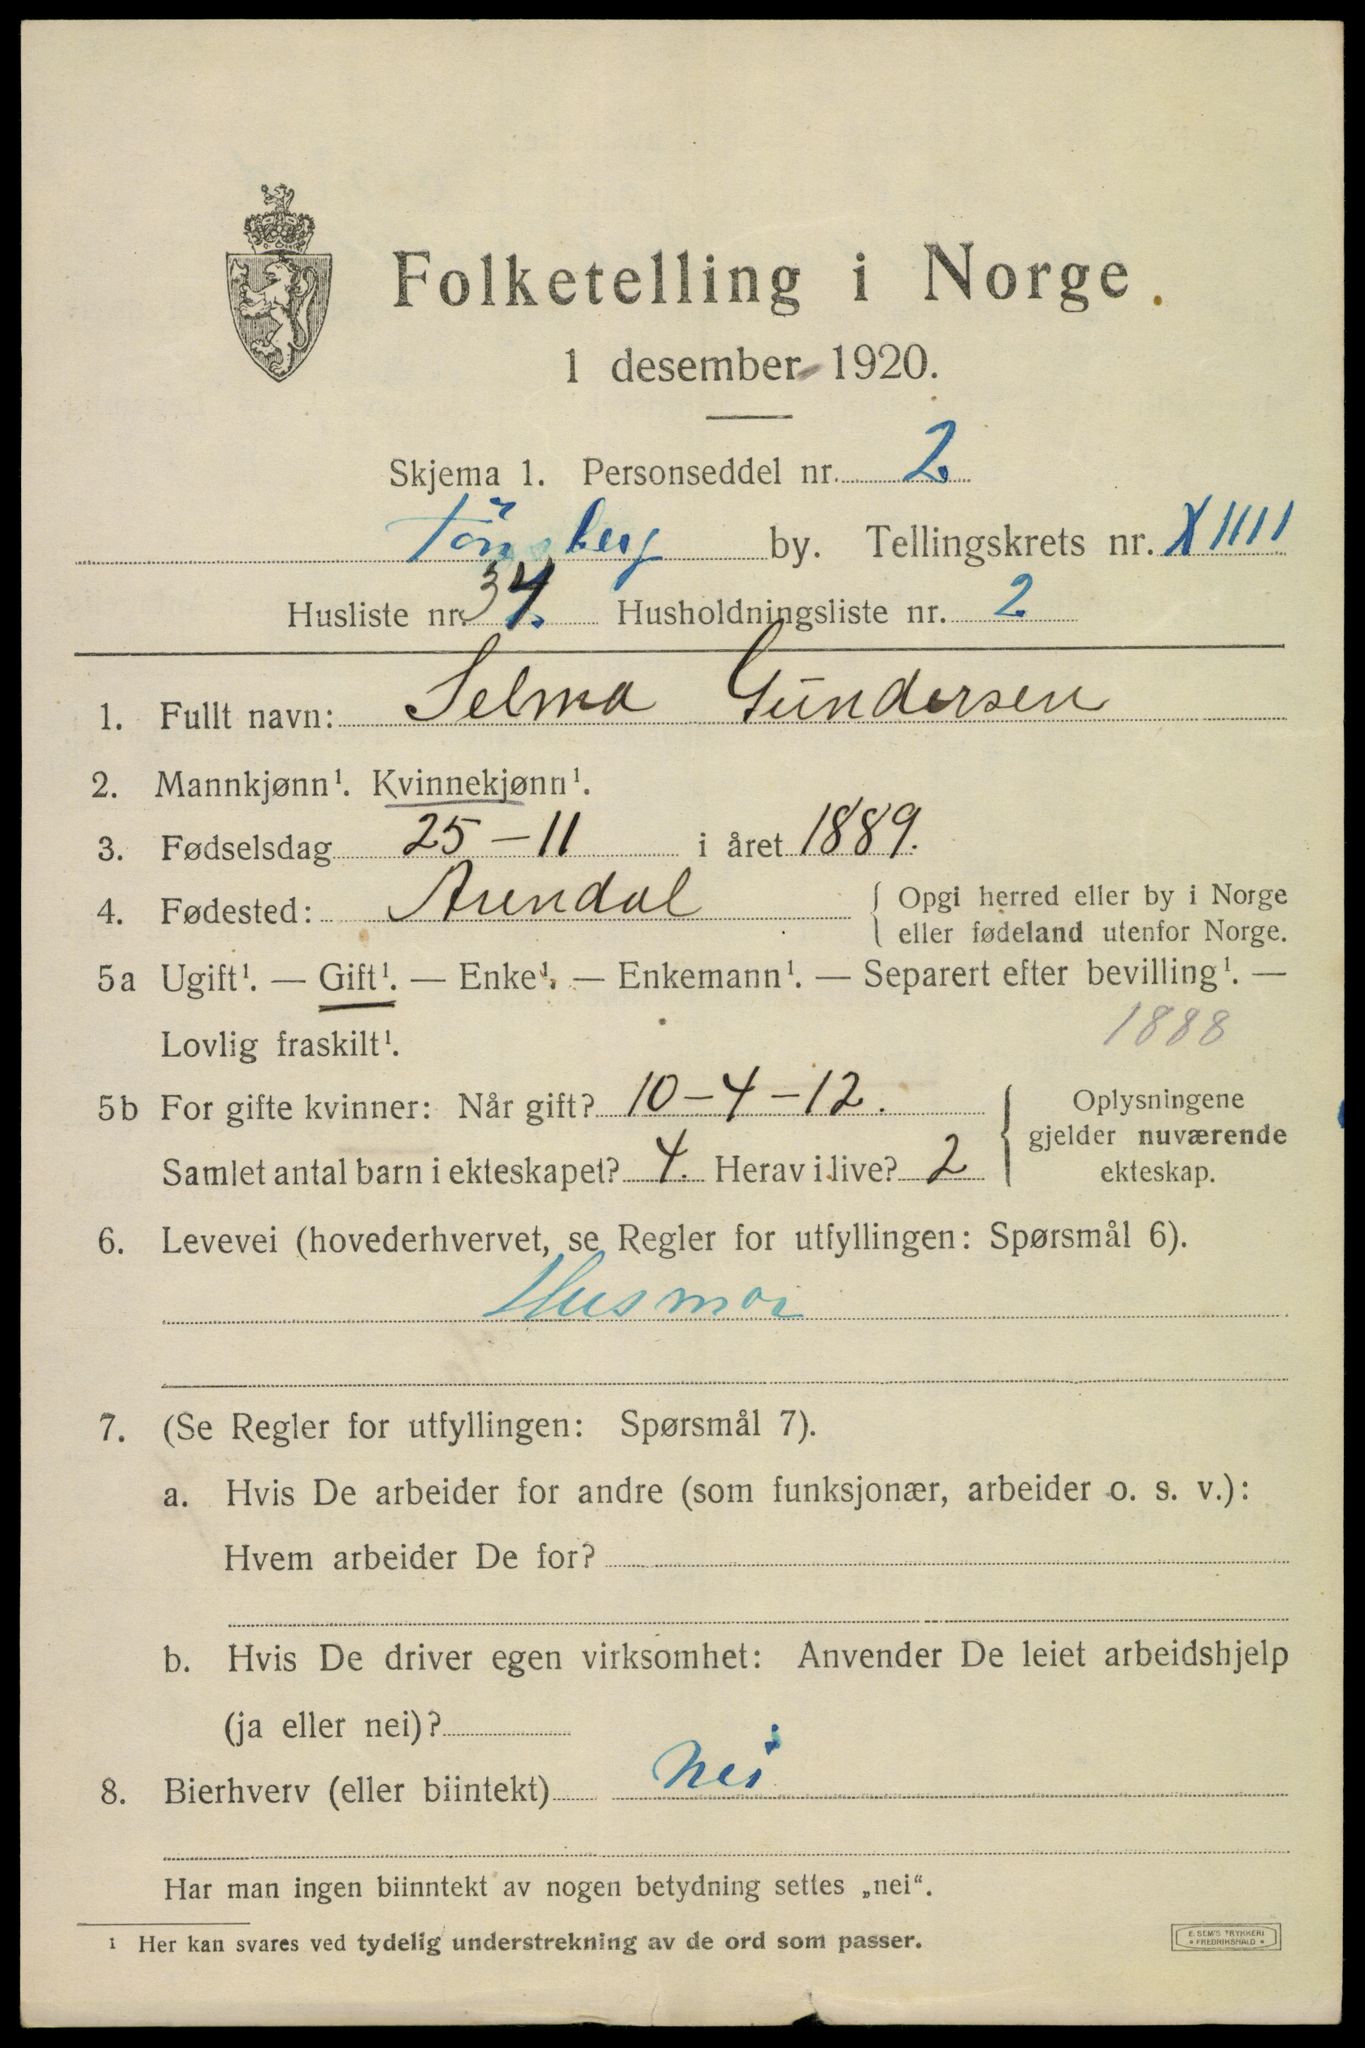 Folketelling i Norge
1 desember 1920.
Skjema 1. Personseddel nr. 2
Tönsberg by. Tellingskrets nr. XIIII
Husliste nr. 34. Husholdningsliste nr. 2
1. Fullt navn: Selma Gundersen
2. Mannkjønn¹. Kvinnekjønn¹.
3. Fødselsdag 25-11 i året 1889.
4. Fødested: Arendal { Opgi herred eller by i Norge
eller fødeland utenfor Norge.
5a Ugift¹. — Gift¹. — Enke¹. — Enkemann¹. — Separert efter bevilling¹. —
Lovlig fraskilt¹. 1888
5b For gifte kvinner: Når gift? 10-4-12.
Samlet antal barn i ekteskapet? 4. Herav i live? 2
{ Oplysningene
gjelder nuværende
ekteskap.
6. Levevei (hovederhvervet, se Regler for utfyllingen: Spørsmål 6).
Husmor
7. (Se Regler for utfyllingen: Spørsmål 7).
a. Hvis De arbeider for andre (som funksjonær, arbeider o. s. v.):
Hvem arbeider De for?
b. Hvis De driver egen virksomhet: Anvender De leiet arbeidshjelp
(ja eller nei)?
8. Bierhverv (eller biintekt) Nei
Har man ingen biinntekt av nogen betydning settes „nei“.
¹ Her kan svares ved tydelig understrekning av de ord som passer.
E. SEM'S TRYKKERI
* FREDRIKSHALD *